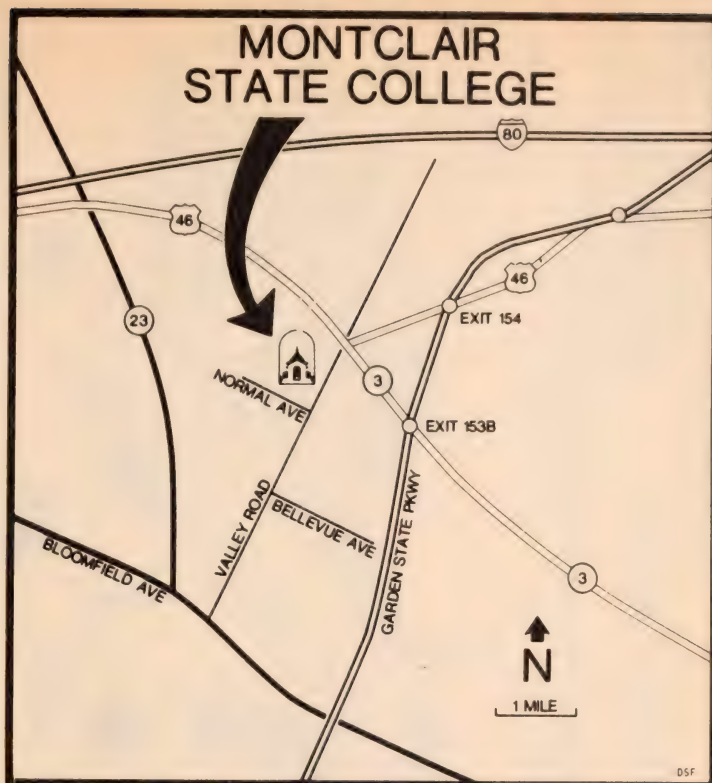 MONTCLAIR
STATE COLLEGE
80
46
46
23
EXIT 154
NORMAL AVE
3
EXIT 153B
VALLEY ROAD
BELLEVUE AVE
GARDEN STATE PKWY
BLOOMFIELD AVE
3
N
1 MILE
DSF